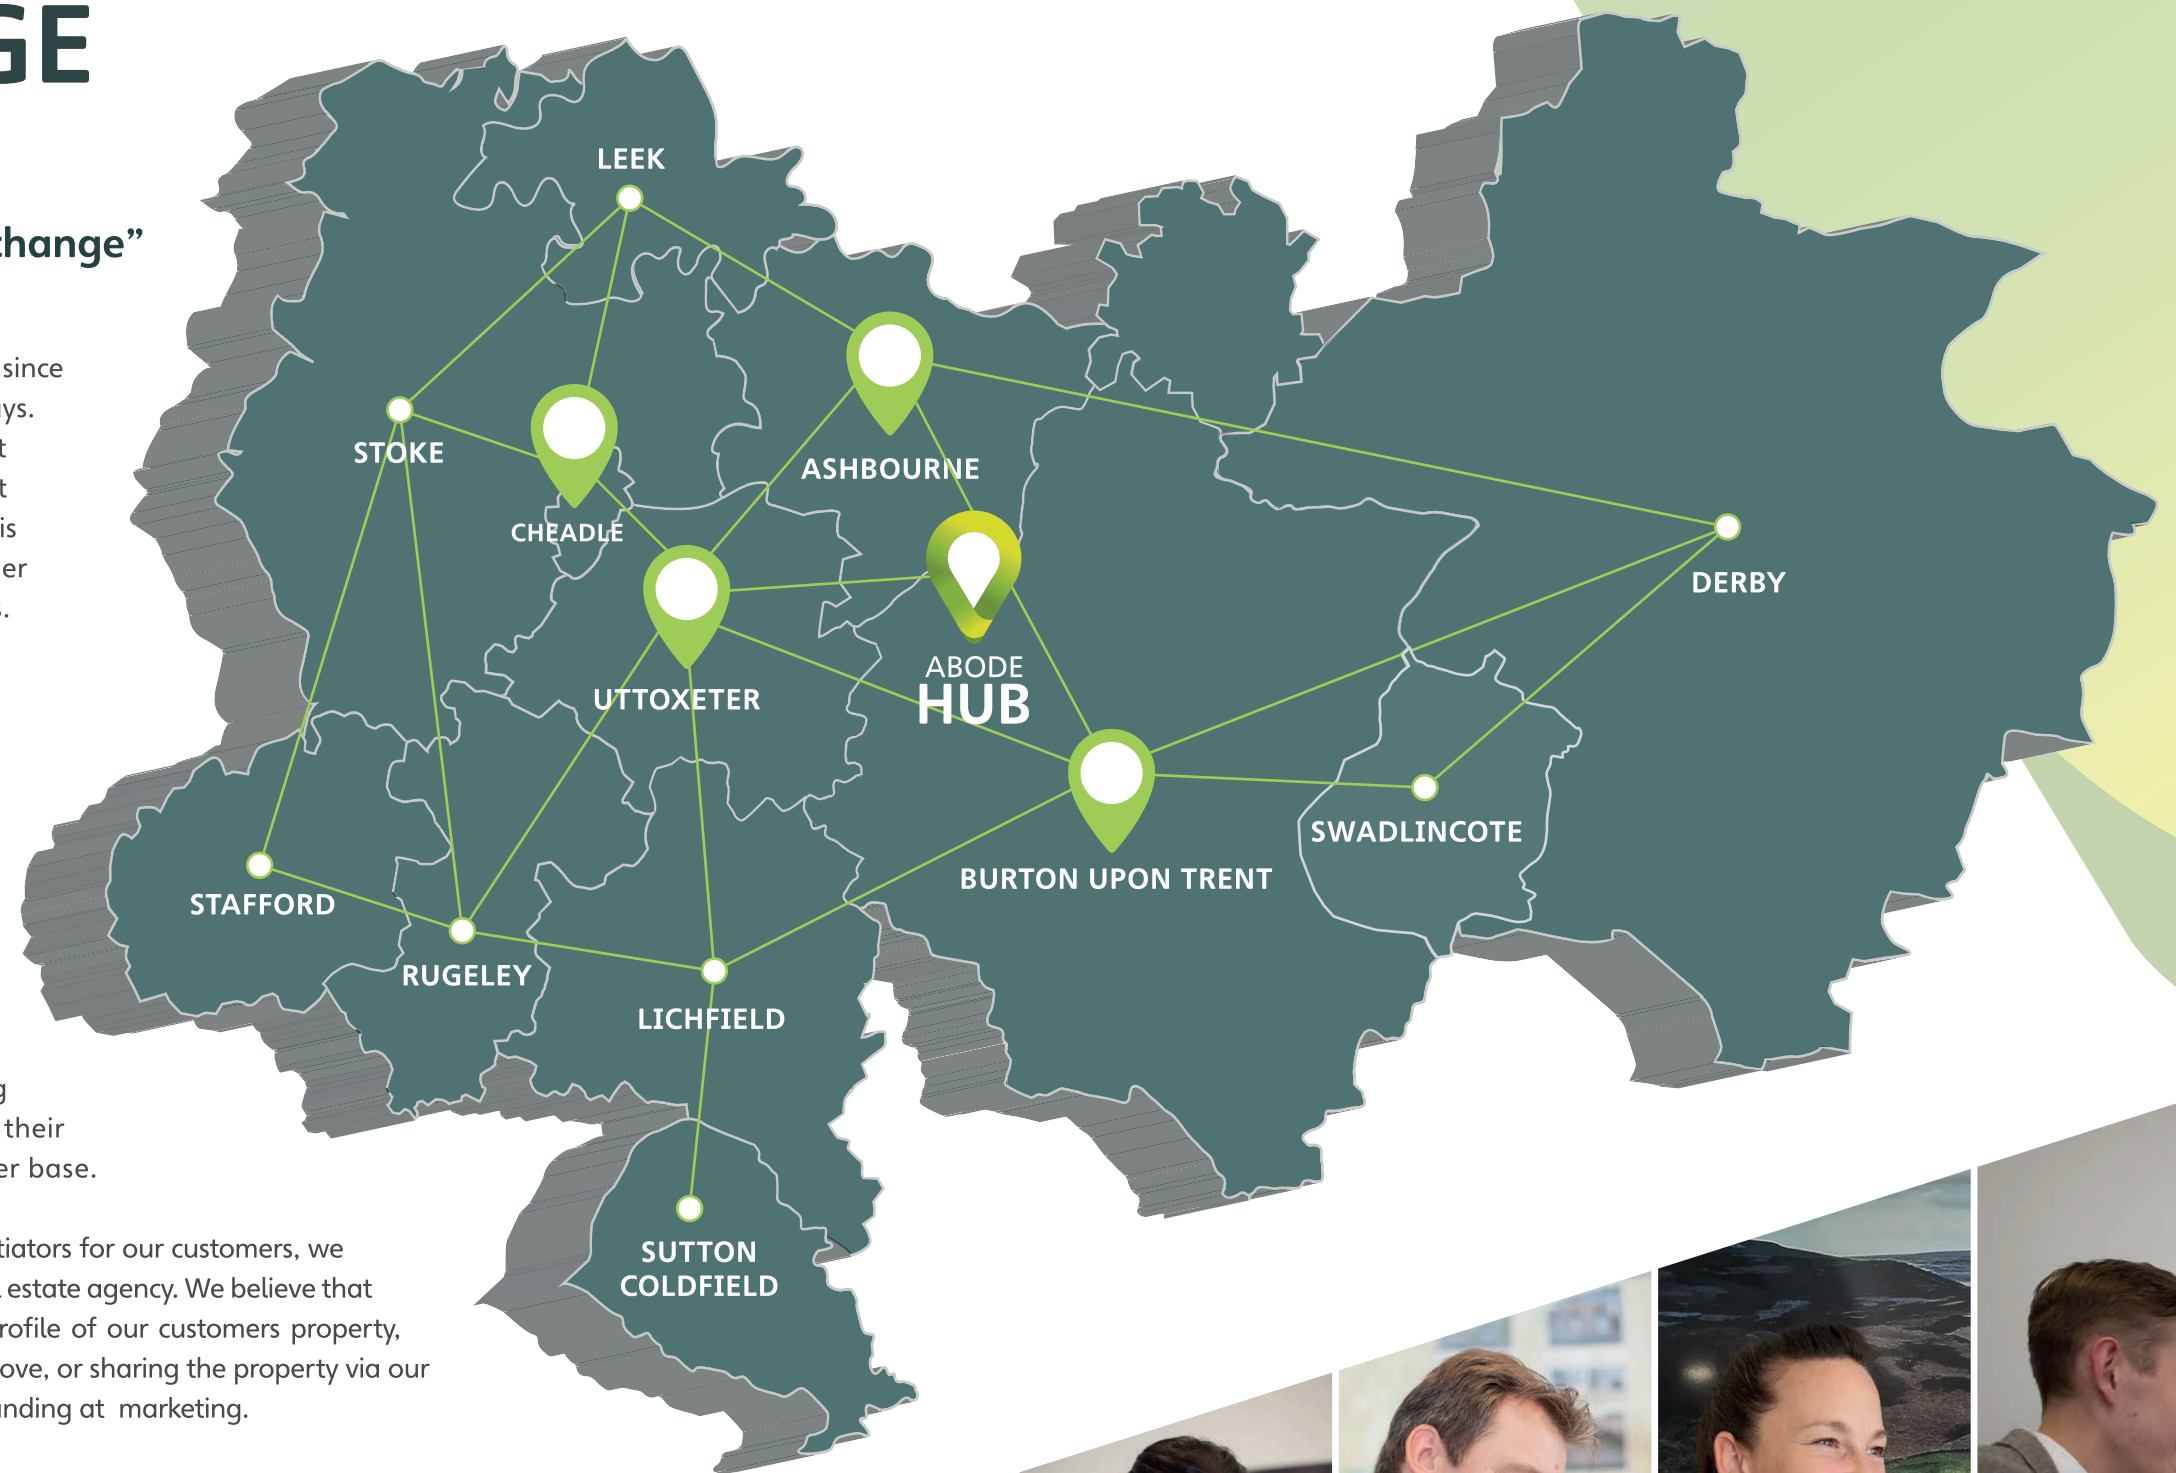 GE
change”
since
ays.
t
t
is
er
s.
g
their
er base.
tiators for our customers, we
estate agency. We believe that
rofile of our customers property,
ove, or sharing the property via our
nding at marketing.
LEEK
STOKE
ASHBOURNE
CHEADLE
DERBY
ABODE
HUB
UTTOXETER
SWADLINCOTE
BURTON UPON TRENT
STAFFORD
RUGELEY
LICHFIELD
SUTTON
COLDFIELD